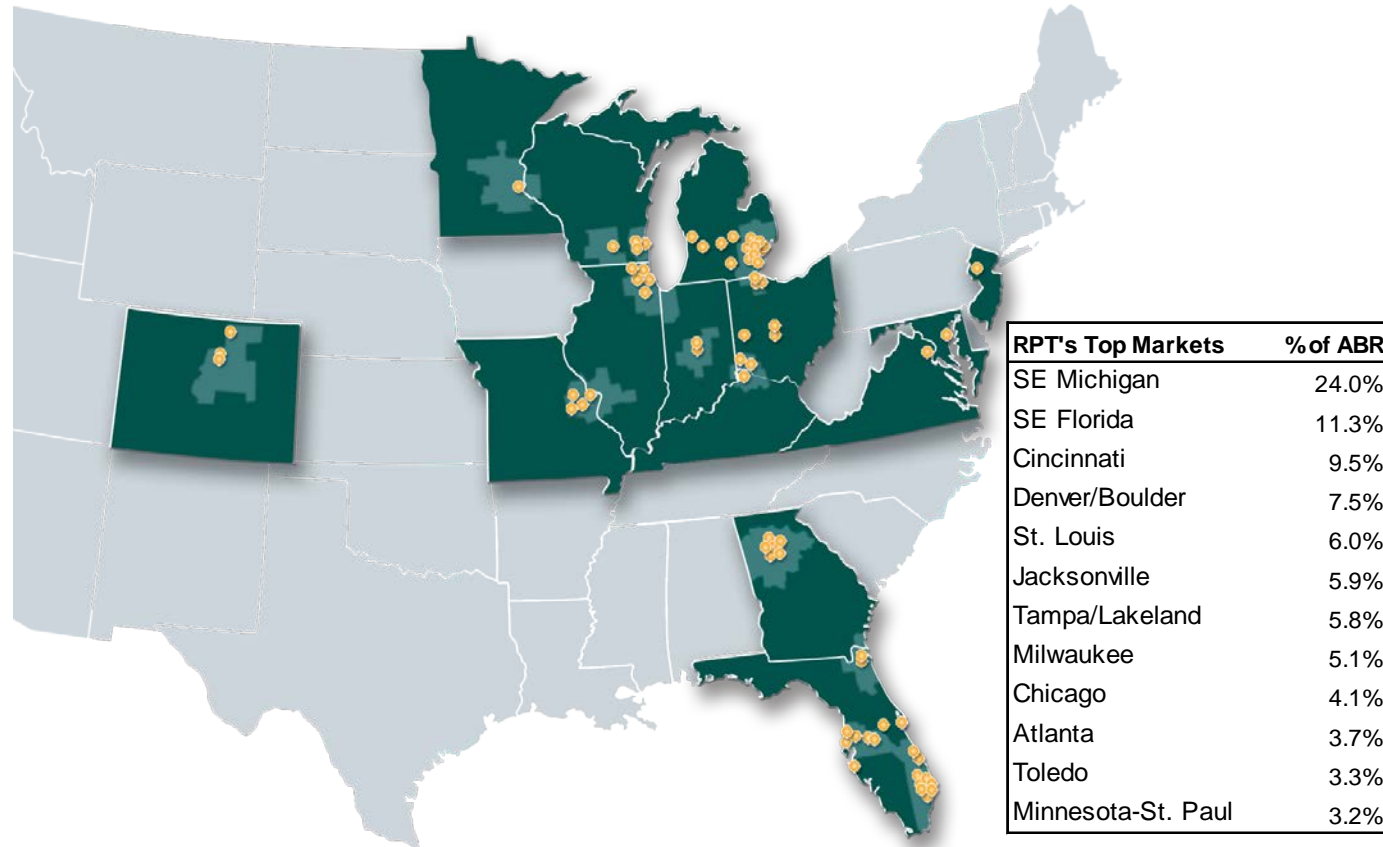 RPT's Top Markets % of ABR
SE Michigan 24.0%
SE Florida 11.3%
Cincinnati 9.5%
Denver/Boulder 7.5%
St. Louis 6.0%
Jacksonville 5.9%
Tampa/Lakeland 5.8%
Milwaukee 5.1%
Chicago 4.1%
Atlanta 3.7%
Toledo 3.3%
Minnesota-St. Paul 3.2%